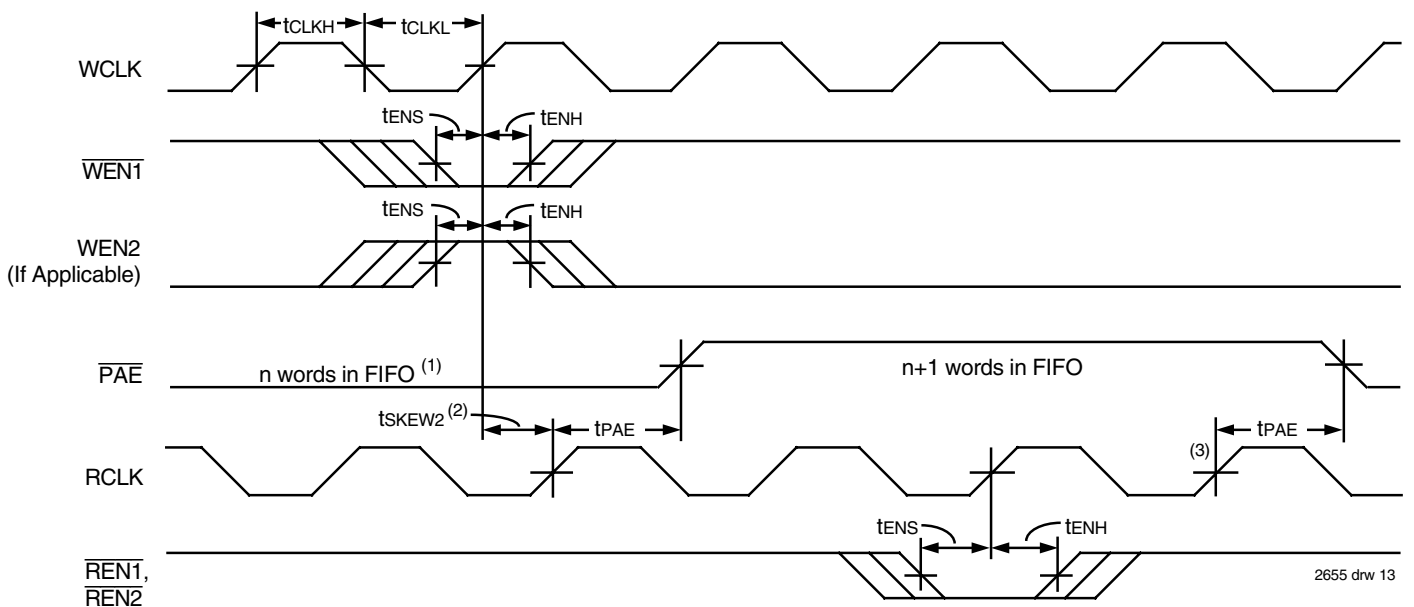 tCLKH tCLKL
WCLK
tENS tENH
WEN1
tENS tENH
WEN2
(If Applicable)
PAE
n words in FIFO (1)
n+1 words in FIFO
tSKEW2 (2)
tPAE
tPAE
RCLK
(3)
tENS tENH
REN1,
REN2
2655 drw 13